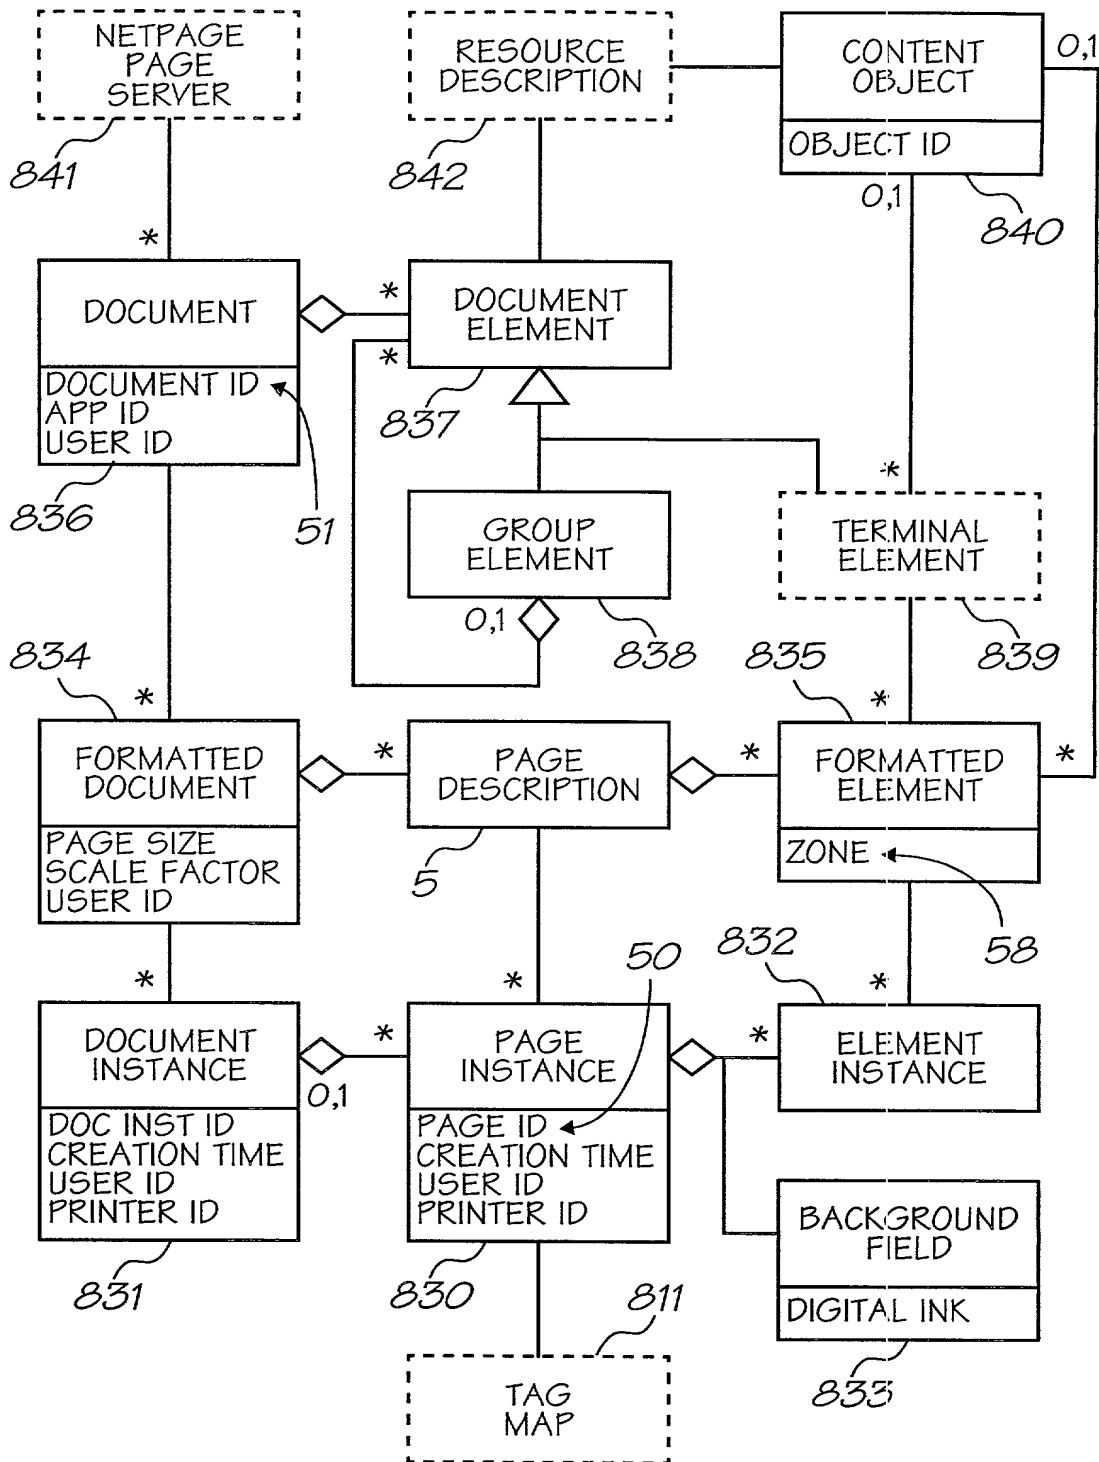 NETPAGE
PAGE
SERVER
841
*
RESOURCE
DESCRIPTION
842
CONTENT
OBJECT
OBJECT ID
0,1
0,1
840
DOCUMENT
DOCUMENT ID
APP ID
USER ID
836
51
*
*
DOCUMENT
ELEMENT
837
GROUP
ELEMENT
0,1
838
*
TERMINAL
ELEMENT
839
834
*
FORMATTED
DOCUMENT
PAGE SIZE
SCALE FACTOR
USER ID
*
PAGE
DESCRIPTION
5
835
*
*
*
FORMATTED
ELEMENT
ZONE
58
*
DOCUMENT
INSTANCE
0,1
DOC INST ID
CREATION TIME
USER ID
PRINTER ID
831
50
*
*
PAGE
INSTANCE
PAGE ID
CREATION TIME
USER ID
PRINTER ID
830
832
*
*
ELEMENT
INSTANCE
BACKGROUND
FIELD
DIGITAL INK
833
811
TAG
MAP